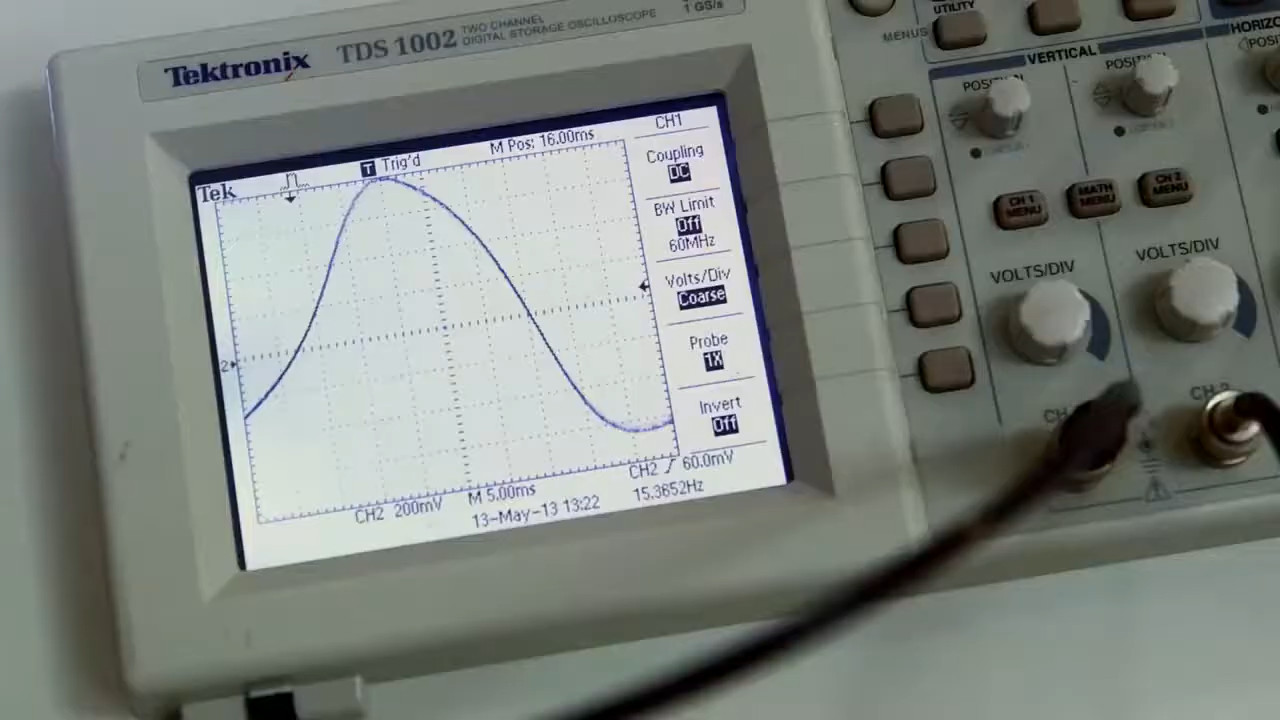 Tektronix TDS 1002 TWO CHANNEL
DIGITAL STORAGE OSCILLOSCOPE
1 GS/s
Tek T Trig'd M Pos: 16.00ms CH1
Coupling
DC
BW Limit
Off
60MHz
Volts/Div
Coarse
Probe
1X
Invert
Off
2
CH2 200mV M 5.00ms CH2 60.0mV
13-May-13 13:22 15.3652Hz
UTILITY
MENUS
VERTICAL
POSITION POSITION
CH 1
MENU
MATH
MENU
CH 2
MENU
VOLTS/DIV VOLTS/DIV